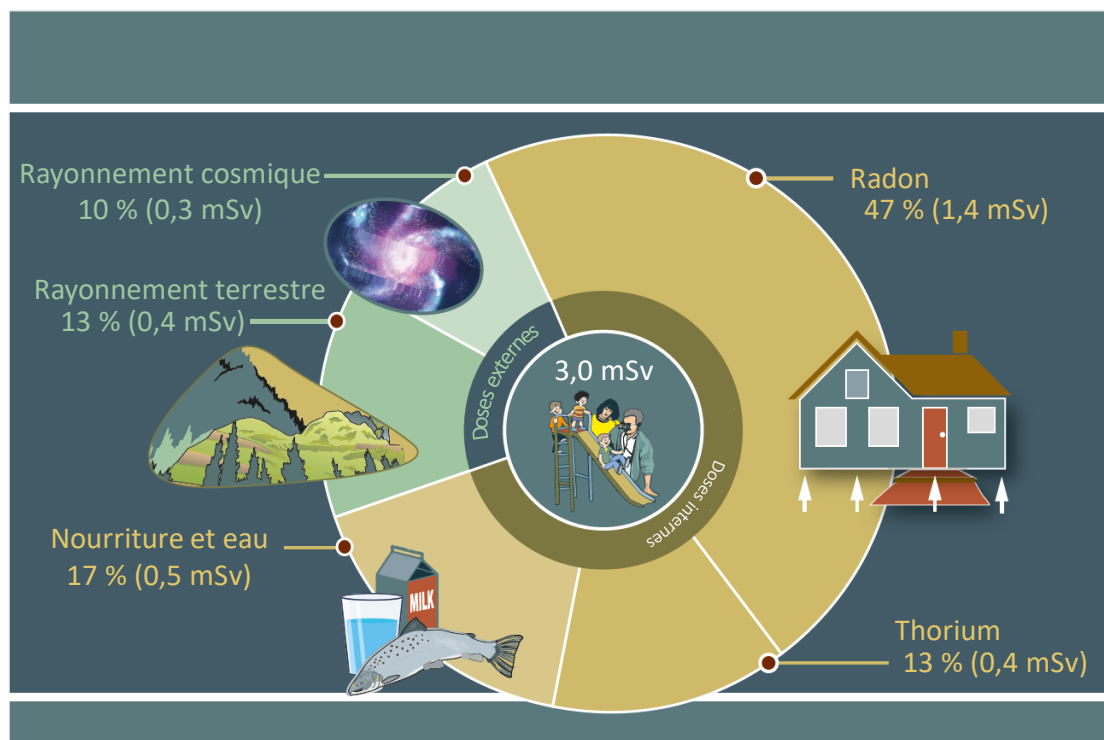 Rayonnement cosmique
10 % (0,3 mSv)
Radon
47 % (1,4 mSv)
Rayonnement terrestre
13 % (0,4 mSv)
Doses externes
3,0 mSv
Doses internes
Nourriture et eau
17 % (0,5 mSv)
MILK
Thorium
13 % (0,4 mSv)